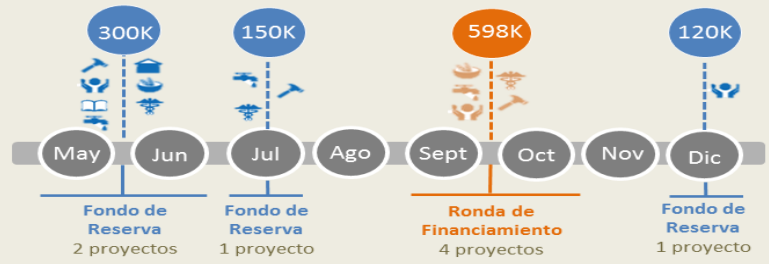 300K 150K 598K 120K
May Jun Jul Ago Sept Oct Nov Dic
Fondo de
Reserva
2 proyectos
Fondo de
Reserva
1 proyecto
Ronda de
Financiamiento
4 proyectos
Fondo de
Reserva
1 proyecto